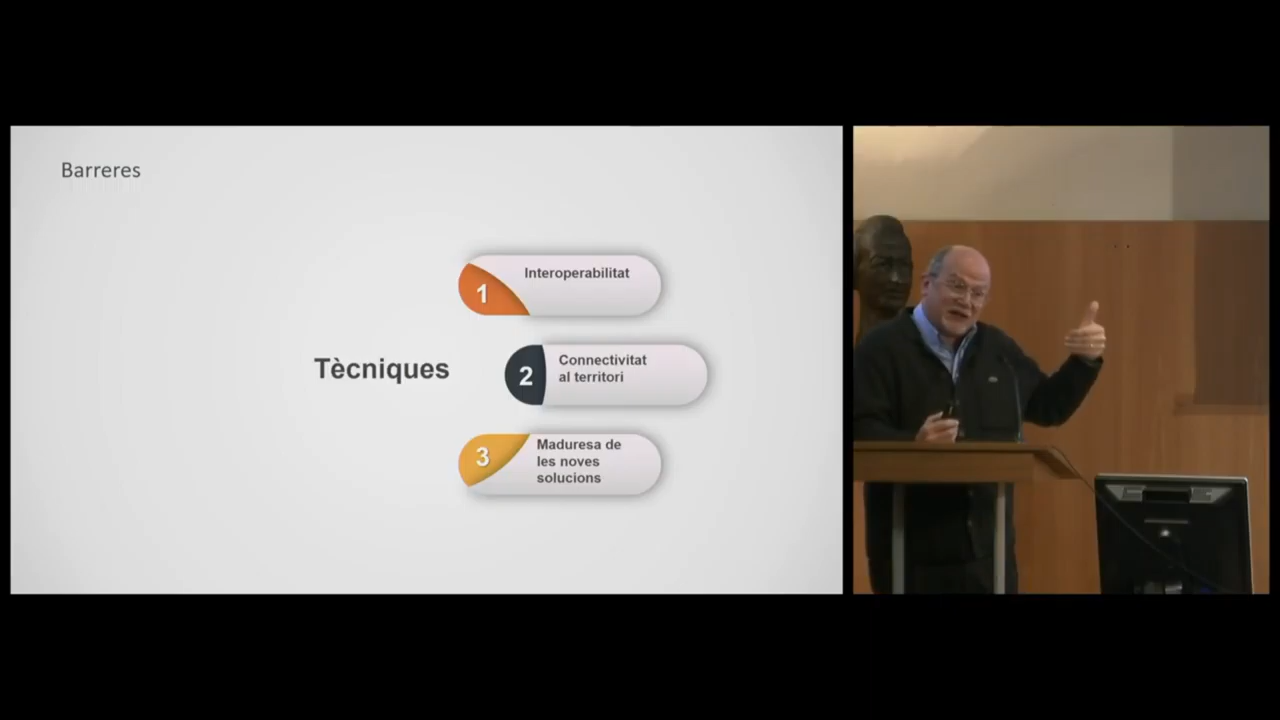 Barreres
Tècniques
1
Interoperabilitat
2
Connectivitat
al territori
3
Maduresa de
les noves
solucions